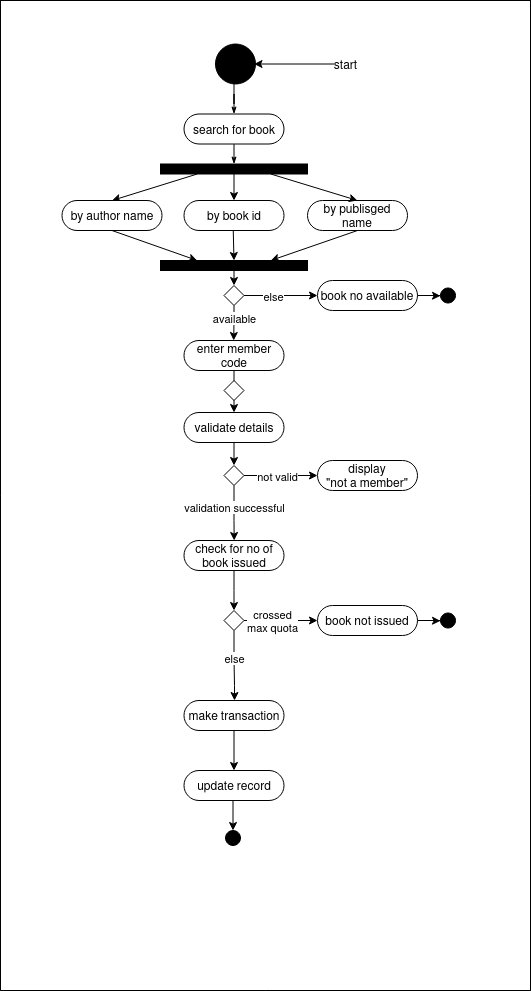 start
search for book
by author name
by book id
by publisged
name
else
book no available
available
enter member
code
validate details
not valid
display
"not a member"
validation successful
check for no of
book issued
crossed
max quota
book not issued
else
make transaction
update record